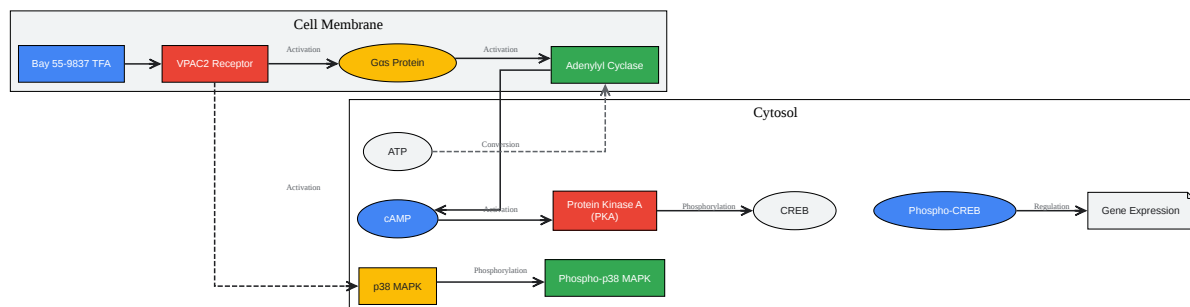 Cell Membrane
Bay 55-9837 TFA
VPAC2 Receptor
Activation
Gαs Protein
Activation
Adenylyl Cyclase
Cytosol
ATP
Conversion
Activation
cAMP
Activation
Protein Kinase A
(PKA)
Phosphorylation
CREB
Phospho-CREB
Regulation
Gene Expression
p38 MAPK
Phosphorylation
Phospho-p38 MAPK